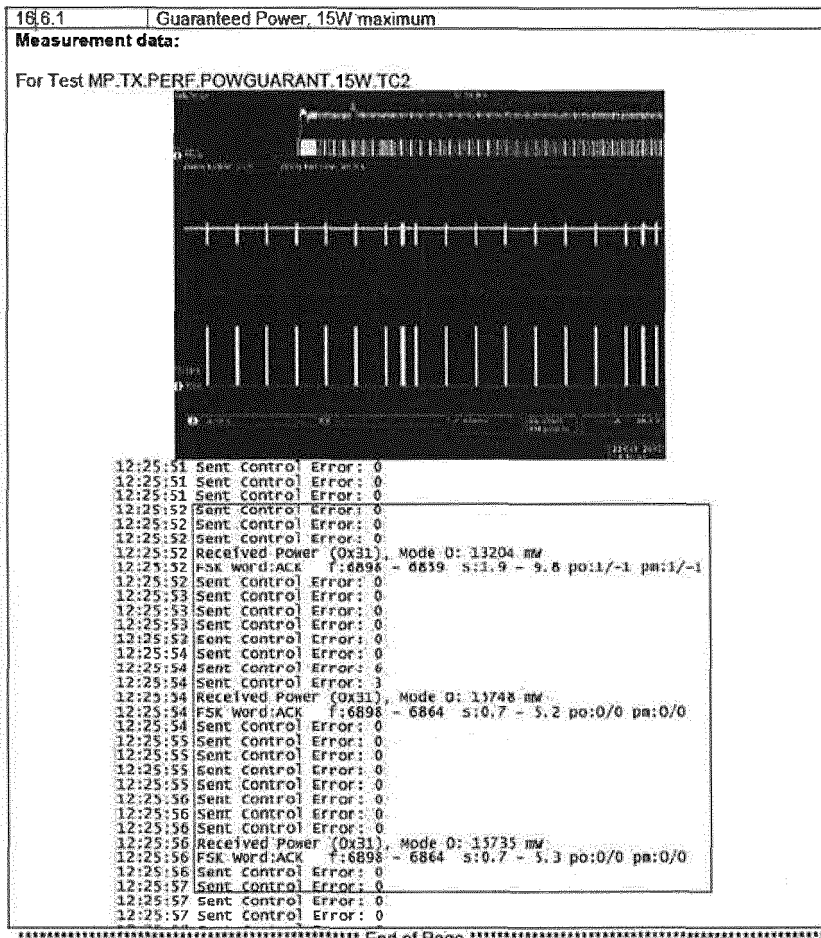 16.6.1 Guaranteed Power, 15W maximum
Measurement data:
For Test MP.TX.PERF.POWGUARANT.15W.TC2
12:25:51 Sent Control Error: 0
12:25:51 Sent Control Error: 0
12:25:51 Sent Control Error: 0
12:25:52 Sent Control Error: 0
12:25:52 Sent Control Error: 0
12:25:52 Sent Control Error: 0
12:25:52 Received Power (0x31), Mode 0: 13204 mW
12:25:52 FSK Word:ACK f:6898 - 6859 s:1.9 - 9.8 po:1/-1 pm:1/-1
12:25:52 Sent Control Error: 0
12:25:53 Sent Control Error: 0
12:25:53 Sent Control Error: 0
12:25:53 Sent Control Error: 0
12:25:53 Sent Control Error: 0
12:25:54 Sent Control Error: 0
12:25:54 Sent Control Error: 6
12:25:54 Sent Control Error: 3
12:25:54 Received Power (0x31), Mode 0: 15748 mW
12:25:54 FSK Word:ACK f:6898 - 6864 s:0.7 - 5.2 po:0/0 pm:0/0
12:25:54 Sent Control Error: 0
12:25:55 Sent Control Error: 0
12:25:55 Sent Control Error: 0
12:25:55 Sent Control Error: 0
12:25:55 Sent Control Error: 0
12:25:56 Sent Control Error: 0
12:25:56 Sent Control Error: 0
12:25:56 Sent Control Error: 0
12:25:56 Received Power (0x31), Mode 0: 15735 mW
12:25:56 FSK Word:ACK f:6898 - 6864 s:0.7 - 5.3 po:0/0 pm:0/0
12:25:56 Sent Control Error: 0
12:25:57 Sent Control Error: 0
12:25:57 Sent Control Error: 0
12:25:57 Sent Control Error: 0
End of Page